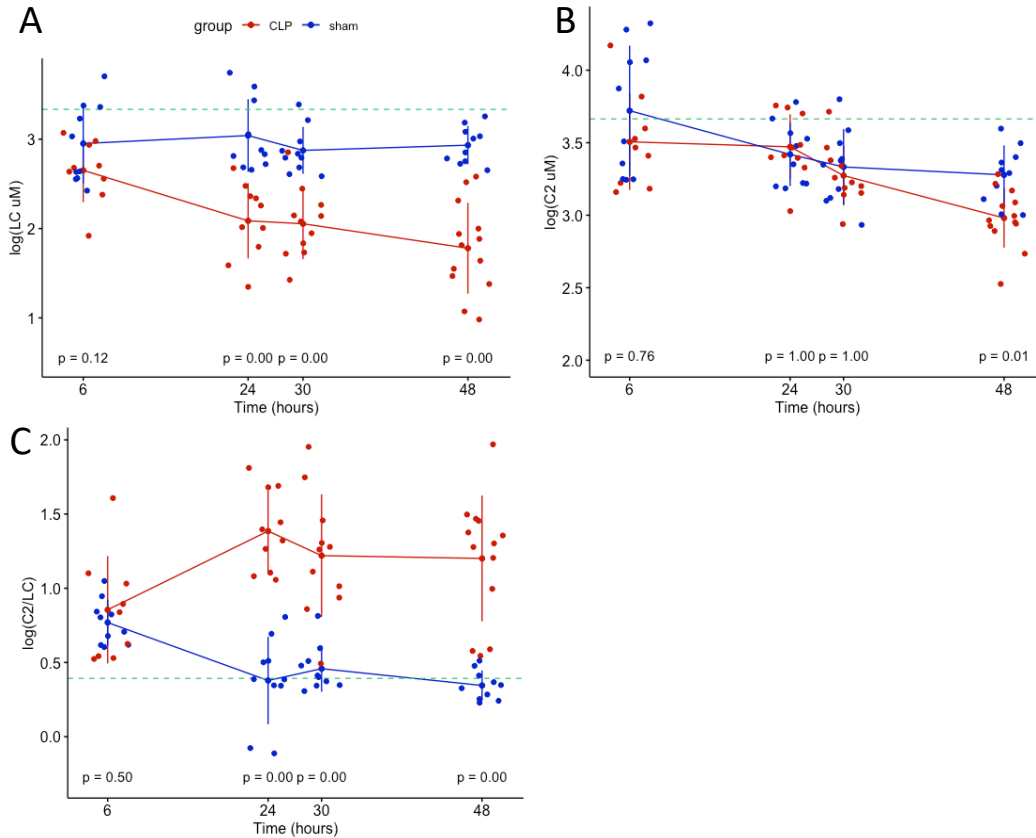 A
group CLP sham
log(LC uM)
3
2
1
p = 0.12 p = 0.00 p = 0.00 p = 0.00
6 24 30 48
Time (hours)
B
log(C2 uM)
4.0
3.5
3.0
2.5
2.0
p = 0.76 p = 1.00 p = 1.00 p = 0.01
6 24 30 48
Time (hours)
C
log(C2/LC)
2.0
1.5
1.0
0.5
0.0
p = 0.50 p = 0.00 p = 0.00 p = 0.00
6 24 30 48
Time (hours)